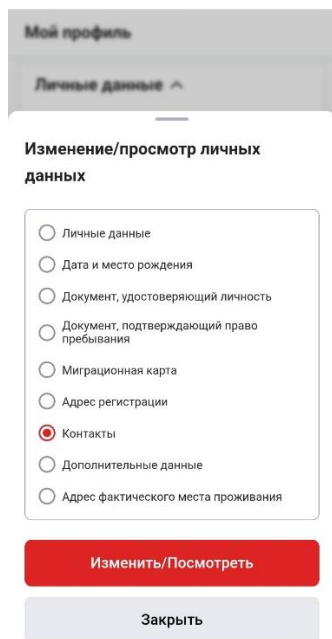 Мой профиль
Личные данные
Изменение/просмотр личных
данных
Личные данные
Дата и место рождения
Документ, удостоверяющий личность
Документ, подтверждающий право
пребывания
Миграционная карта
Адрес регистрации
Контакты
Дополнительные данные
Адрес фактического места проживания
Изменить/Посмотреть
Закрыть